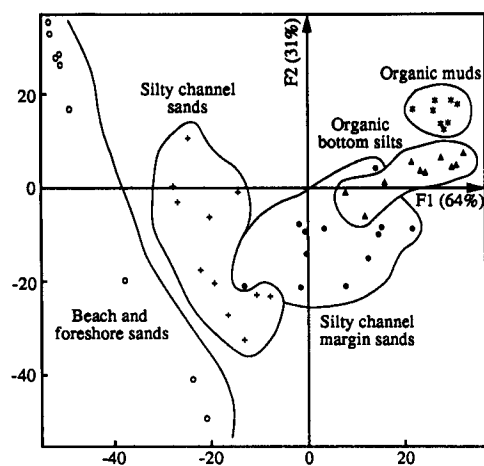 F2 (31%)
Organic muds
Silty channel
sands
Organic
bottom silts
20
0
F1 (64%)
-20
Beach and
foreshore sands
Silty channel
margin sands
-40
-40
-20
0
20